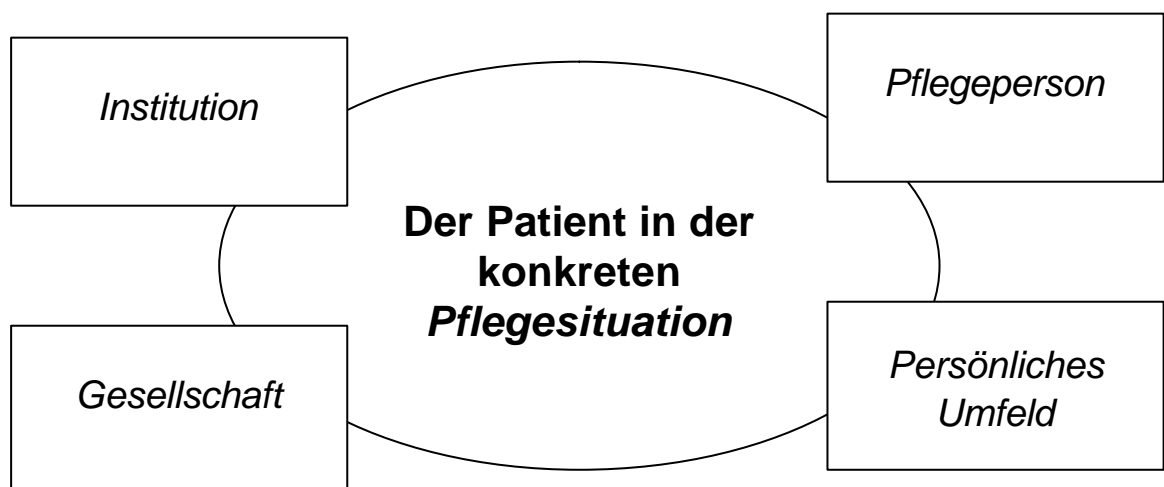 Institution
Pflegeperson
Der Patient in der
konkreten
Pflegesituation
Gesellschaft
Persönliches
Umfeld